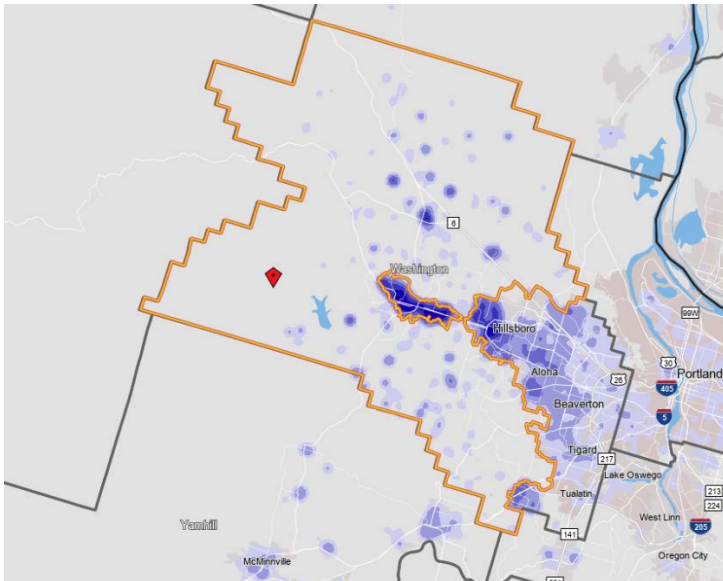 6
Washington
99W
Hillsboro
30
Portland
Aloha
26
405
Beaverton
5
Tigard
217
Lake Oswego
213
Tualatin
224
West Linn
Yamhill
205
141
Oregon City
McMinnville